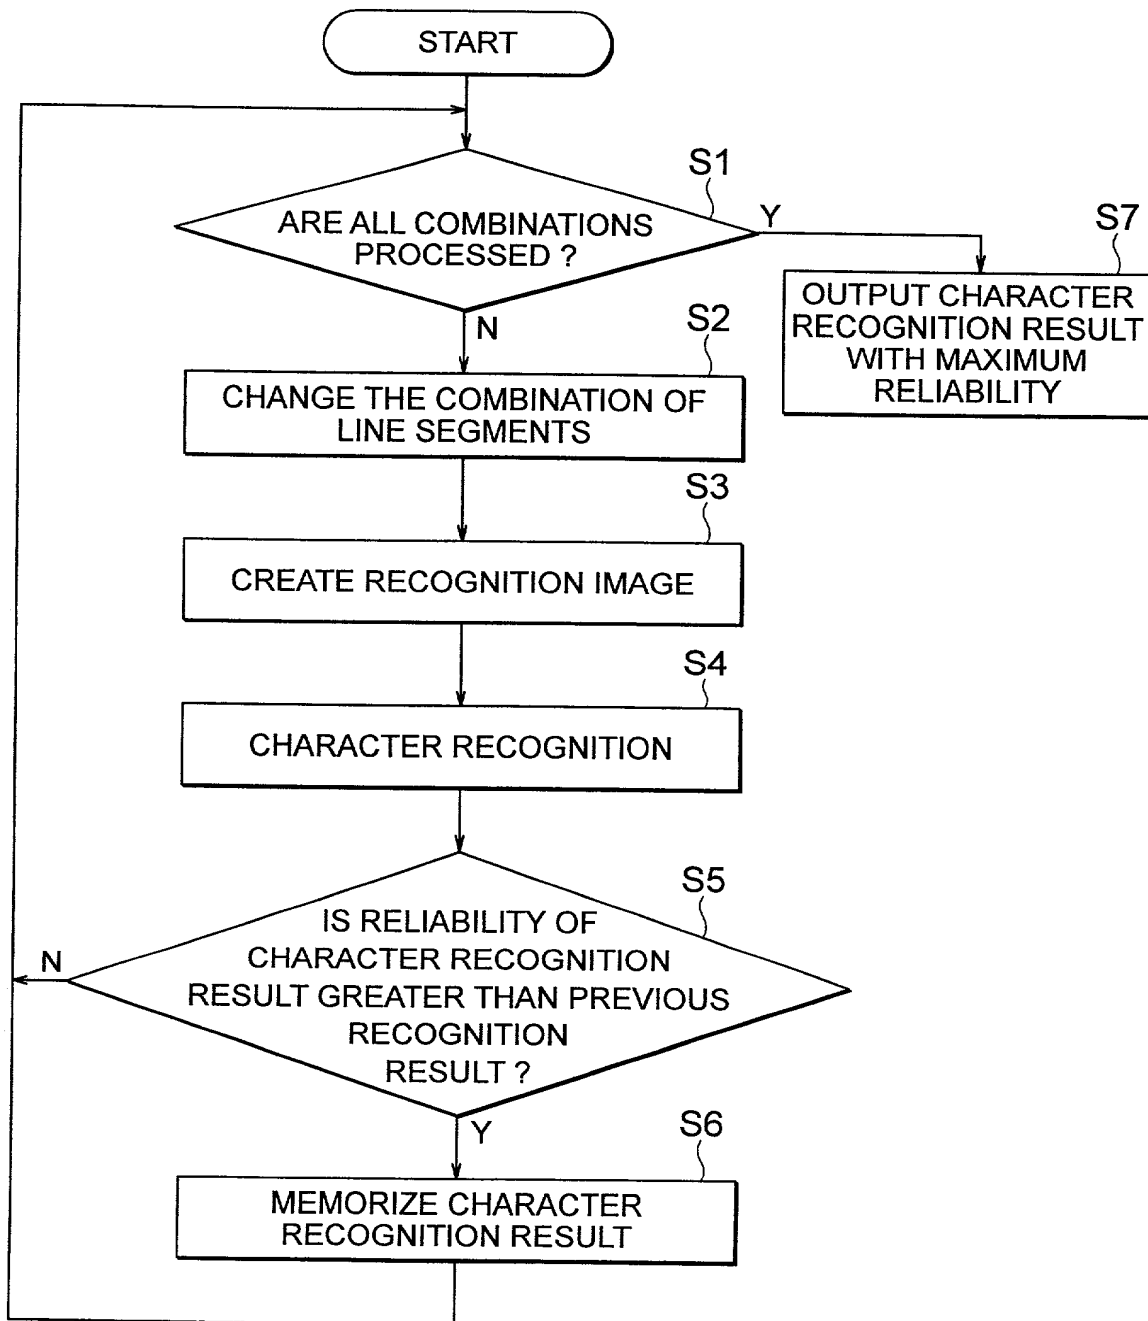 START
S1
ARE ALL COMBINATIONS
PROCESSED ?
Y
N
S7
OUTPUT CHARACTER
RECOGNITION RESULT
WITH MAXIMUM
RELIABILITY
S2
CHANGE THE COMBINATION OF
LINE SEGMENTS
S3
CREATE RECOGNITION IMAGE
S4
CHARACTER RECOGNITION
S5
IS RELIABILITY OF
CHARACTER RECOGNITION
RESULT GREATER THAN PREVIOUS
RECOGNITION
RESULT ?
N
Y
S6
MEMORIZE CHARACTER
RECOGNITION RESULT